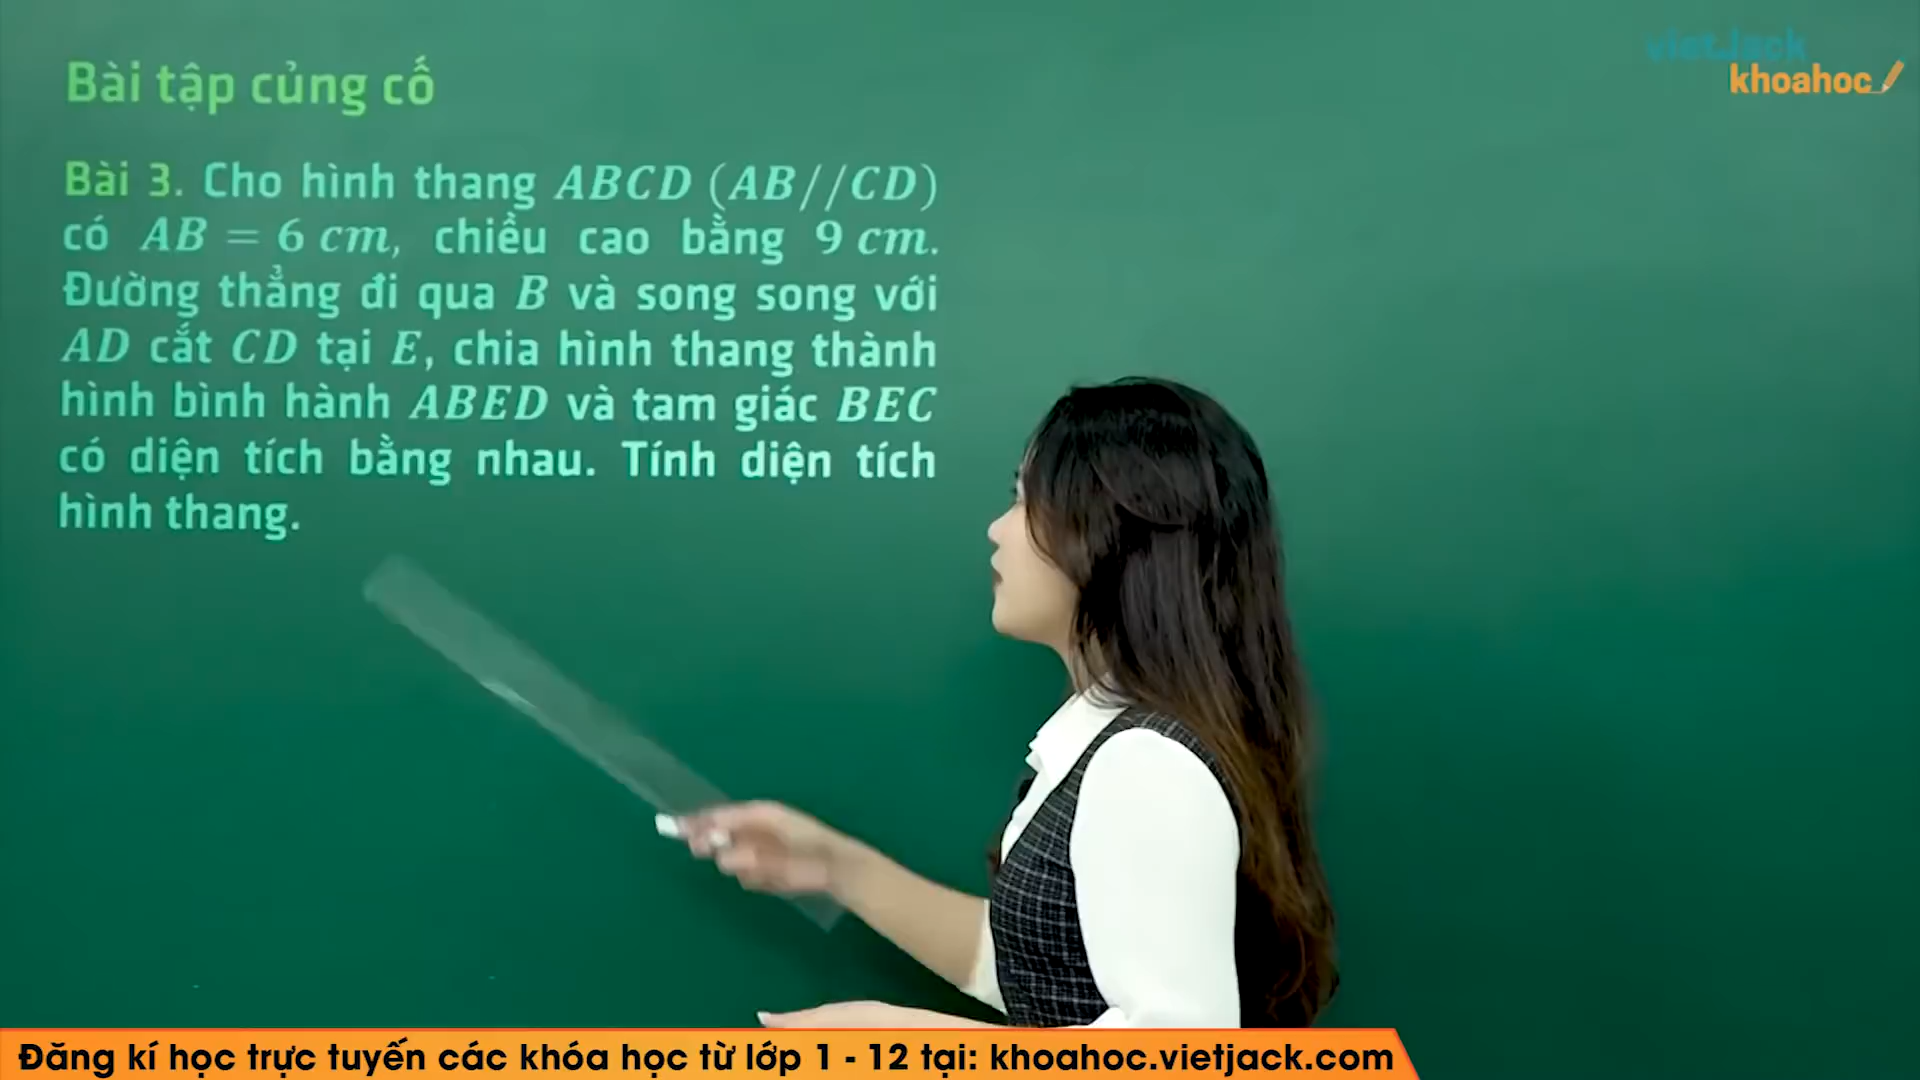 vietJack
khoahoc
Bài tập củng cố
Bài 3. Cho hình thang ABCD (AB//CD)
có AB = 6 cm, chiều cao bằng 9 cm.
Đường thẳng đi qua B và song song với
AD cắt CD tại E, chia hình thang thành
hình bình hành ABED và tam giác BEC
có diện tích bằng nhau. Tính diện tích
hình thang.
Đăng kí học trực tuyến các khóa học từ lớp 1 - 12 tại: khoahoc.vietjack.com